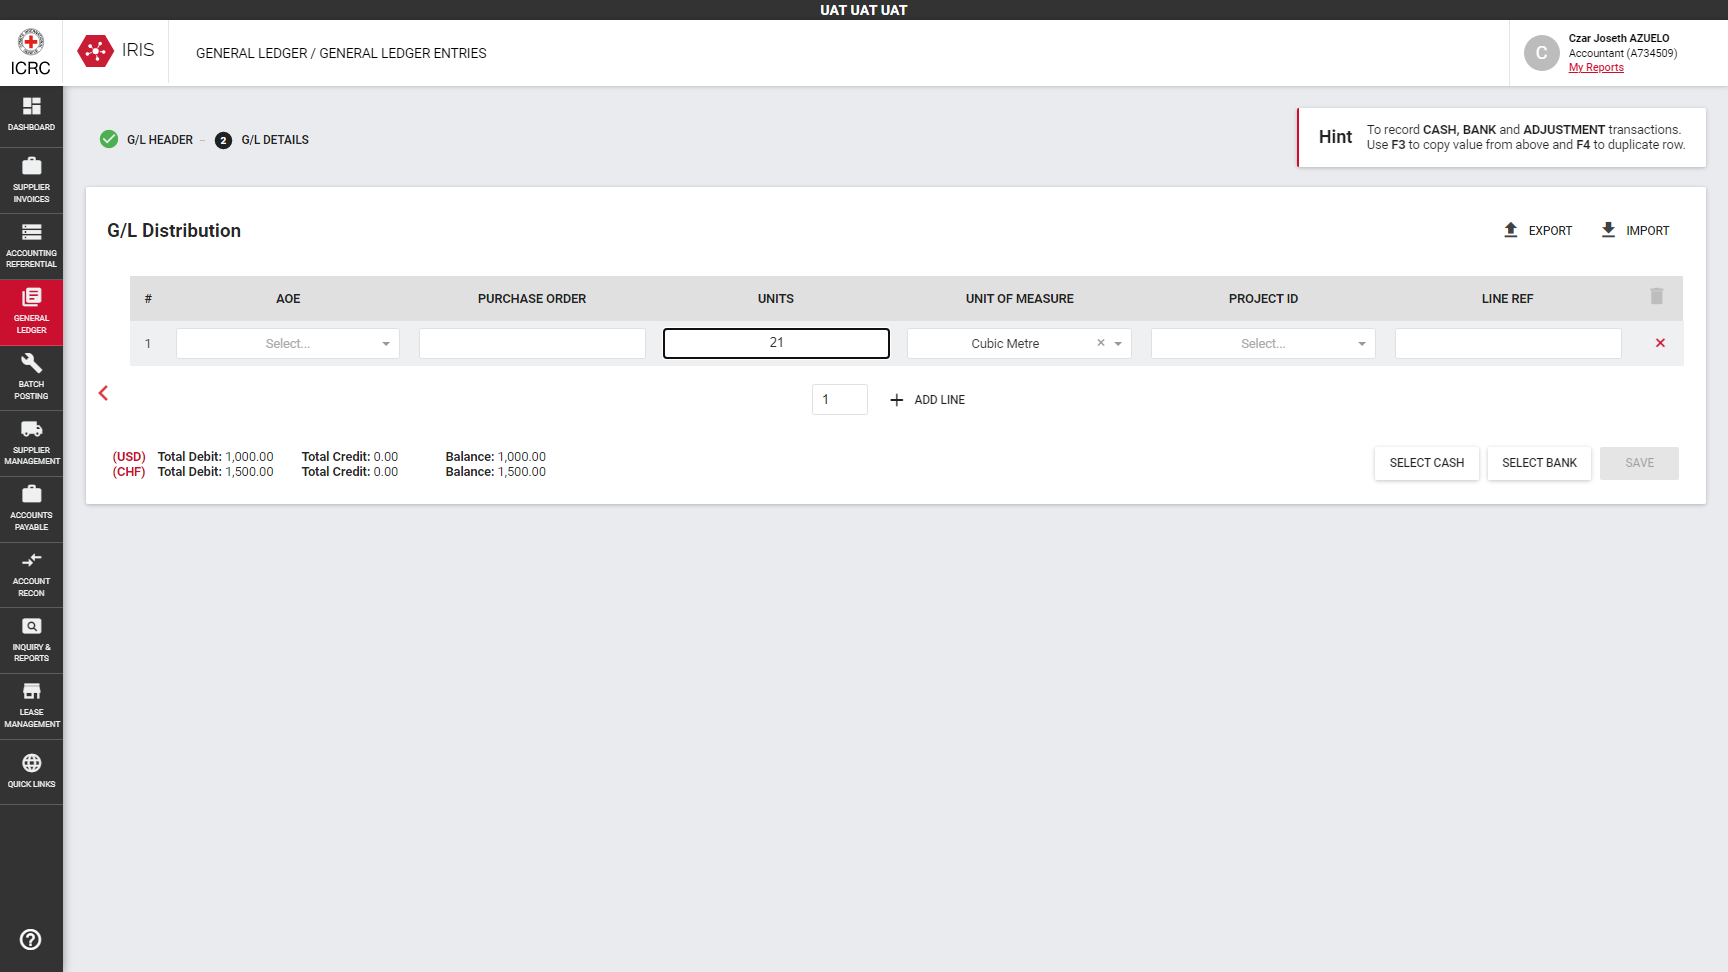 UAT UAT UAT
ICRC
IRIS
GENERAL LEDGER / GENERAL LEDGER ENTRIES
C
Czar Joseth AZUELO
Accountant (A734509)
My Reports
DASHBOARD
SUPPLIER
INVOICES
ACCOUNTING
REFERENTIAL
GENERAL
LEDGER
BATCH
POSTING
SUPPLIER
MANAGEMENT
ACCOUNTS
PAYABLE
ACCOUNT
RECON
INQUIRY &
REPORTS
LEASE
MANAGEMENT
QUICK LINKS
G/L HEADER – 2 G/L DETAILS
Hint
To record CASH, BANK and ADJUSTMENT transactions.
Use F3 to copy value from above and F4 to duplicate row.
G/L Distribution
EXPORT IMPORT
# AOE PURCHASE ORDER UNITS UNIT OF MEASURE PROJECT ID LINE REF
1 Select... 21 Cubic Metre × Select...
1 + ADD LINE
(USD) Total Debit: 1,000.00 Total Credit: 0.00 Balance: 1,000.00
(CHF) Total Debit: 1,500.00 Total Credit: 0.00 Balance: 1,500.00
SELECT CASH SELECT BANK SAVE